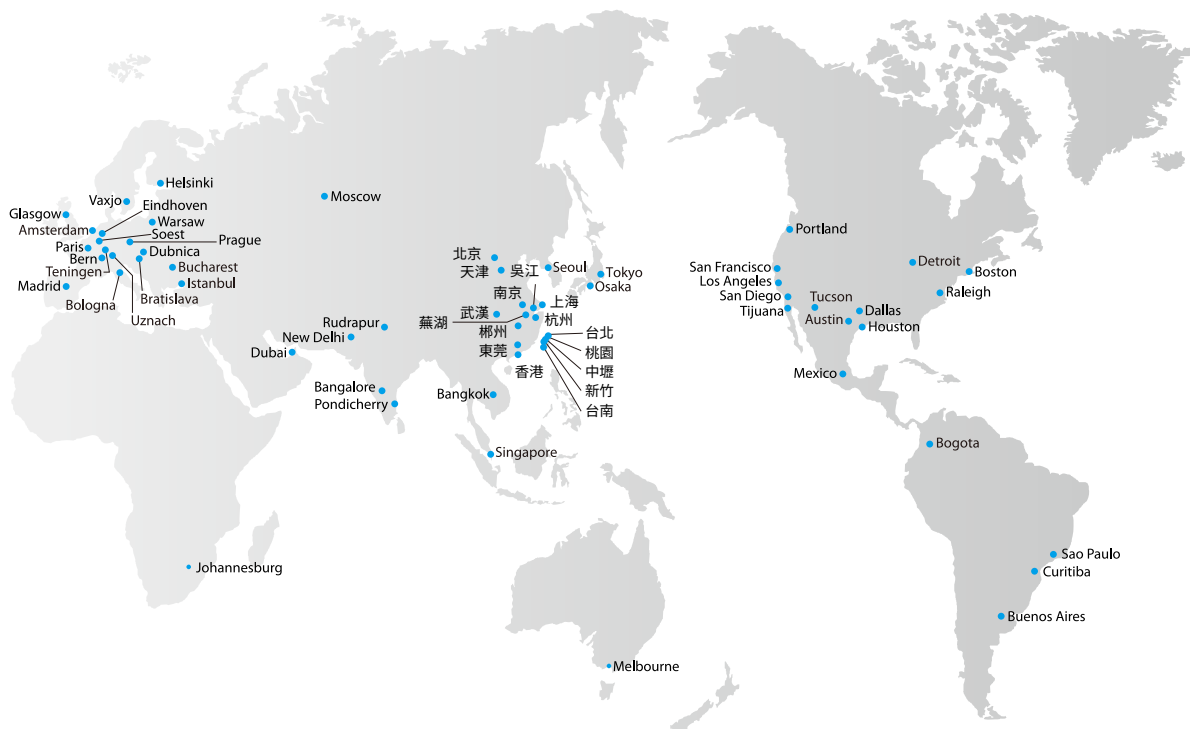 Helsinki
Vaxjo
Eindhoven
Glasgow
Warsaw
Amsterdam
Soest
Paris
Prague
Bern
Dubnica
Teningen
Bucharest
Madrid
Istanbul
Bologna
Bratislava
Uznach
Moscow
Rudrapur
New Delhi
Dubai
Bangalore
Pondicherry
Johannesburg
北京
天津
吳江
Seoul
Tokyo
Osaka
南京
上海
武漢
蕪湖
杭州
郴州
東莞
香港
台北
桃園
中壢
新竹
台南
Bangkok
Singapore
Melbourne
Portland
San Francisco
Los Angeles
San Diego
Tijuana
Tucson
Austin
Dallas
Houston
Detroit
Boston
Raleigh
Mexico
Bogota
Sao Paulo
Curitiba
Buenos Aires